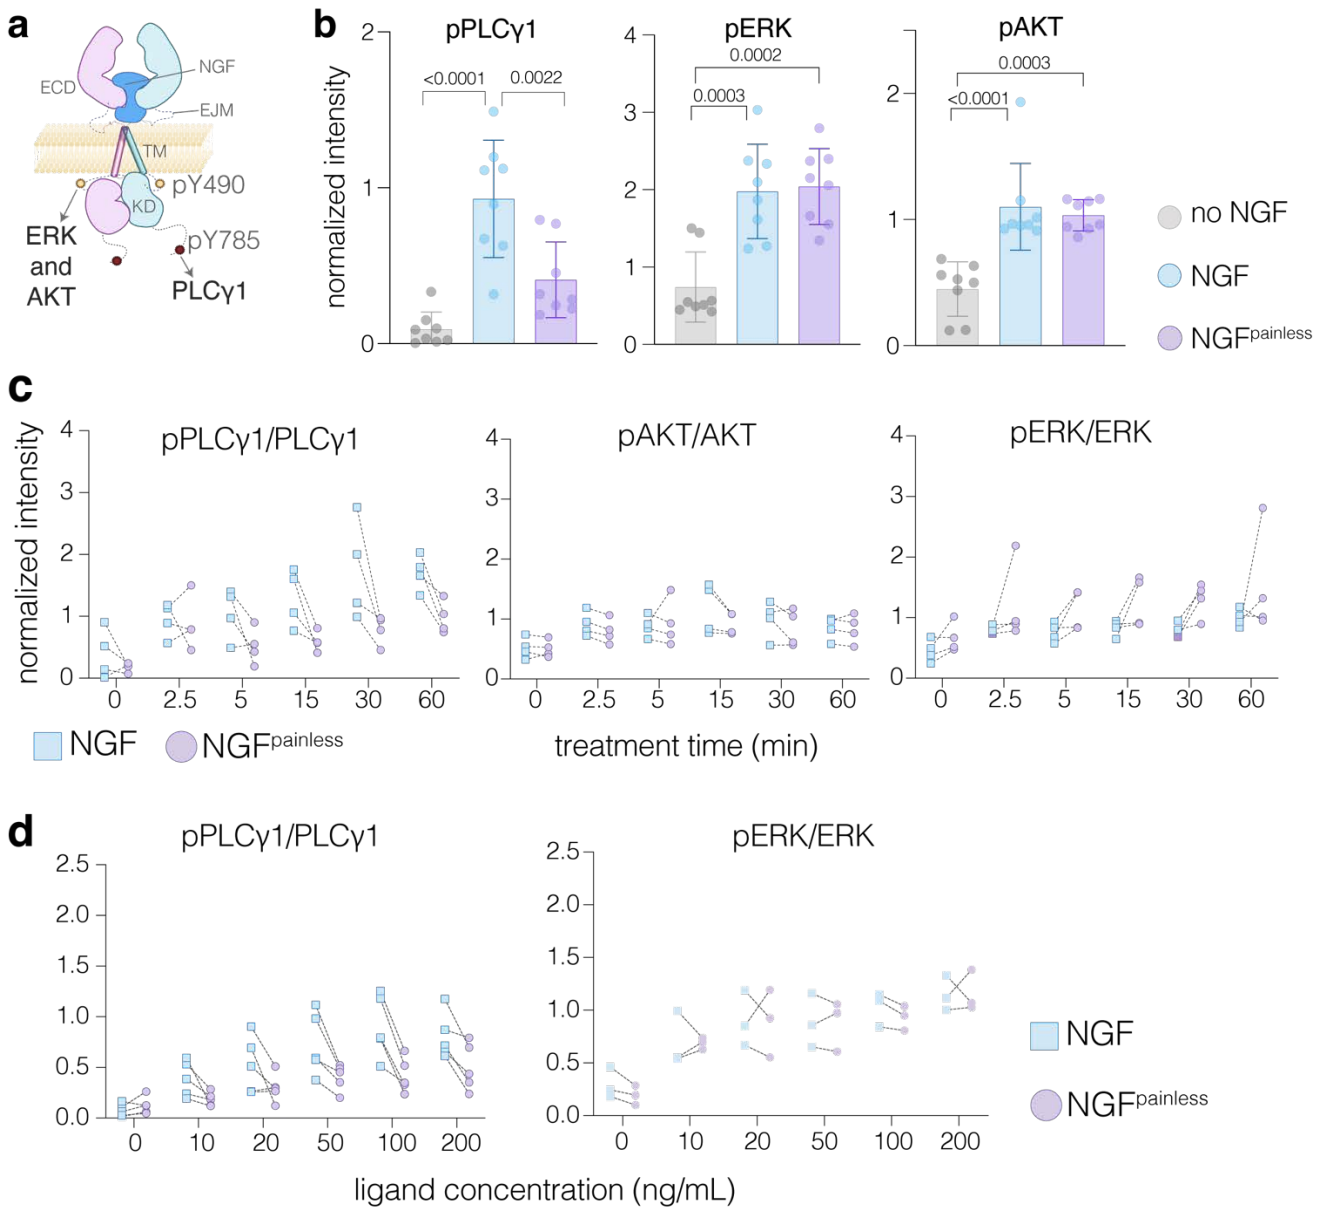 a
ECD
NGF
EJM
TM
pY490
KD
pY785
ERK
and
AKT
PLCγ1
b
pPLCγ1
pERK
pAKT
normalized intensity
2
1
0
<0.0001
0.0022
4
3
2
1
0
0.0002
0.0003
2
1
0
0.0003
<0.0001
no NGF
NGF
NGFpainless
c
pPLCγ1/PLCγ1
pAKT/AKT
pERK/ERK
normalized intensity
4
3
2
1
0
0 2.5 5 15 30 60
4
3
2
1
0
0 2.5 5 15 30 60
4
3
2
1
0
0 2.5 5 15 30 60
NGF
NGFpainless
treatment time (min)
d
pPLCγ1/PLCγ1
pERK/ERK
2.5
2.0
1.5
1.0
0.5
0.0
0 10 20 50 100 200
2.5
2.0
1.5
1.0
0.5
0.0
0 10 20 50 100 200
NGF
NGFpainless
ligand concentration (ng/mL)